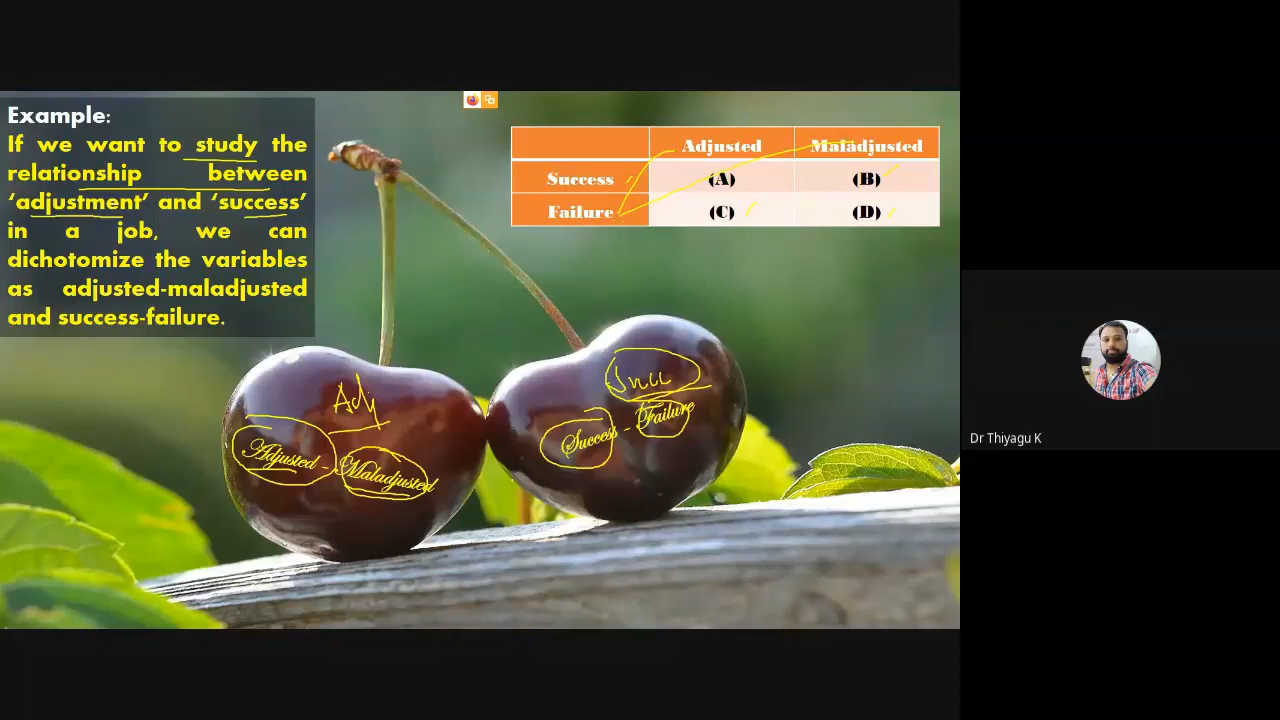 Example:
If we want to study the
relationship between
‘adjustment’ and ‘success’
in a job, we can
dichotomize the variables
as adjusted-maladjusted
and success-failure.
Adjusted Maladjusted
Success (A) (B)
Failure (C) (D)
Adj
Adjusted - Maladjusted
Succ
Success - Failure
Dr Thiyagu K